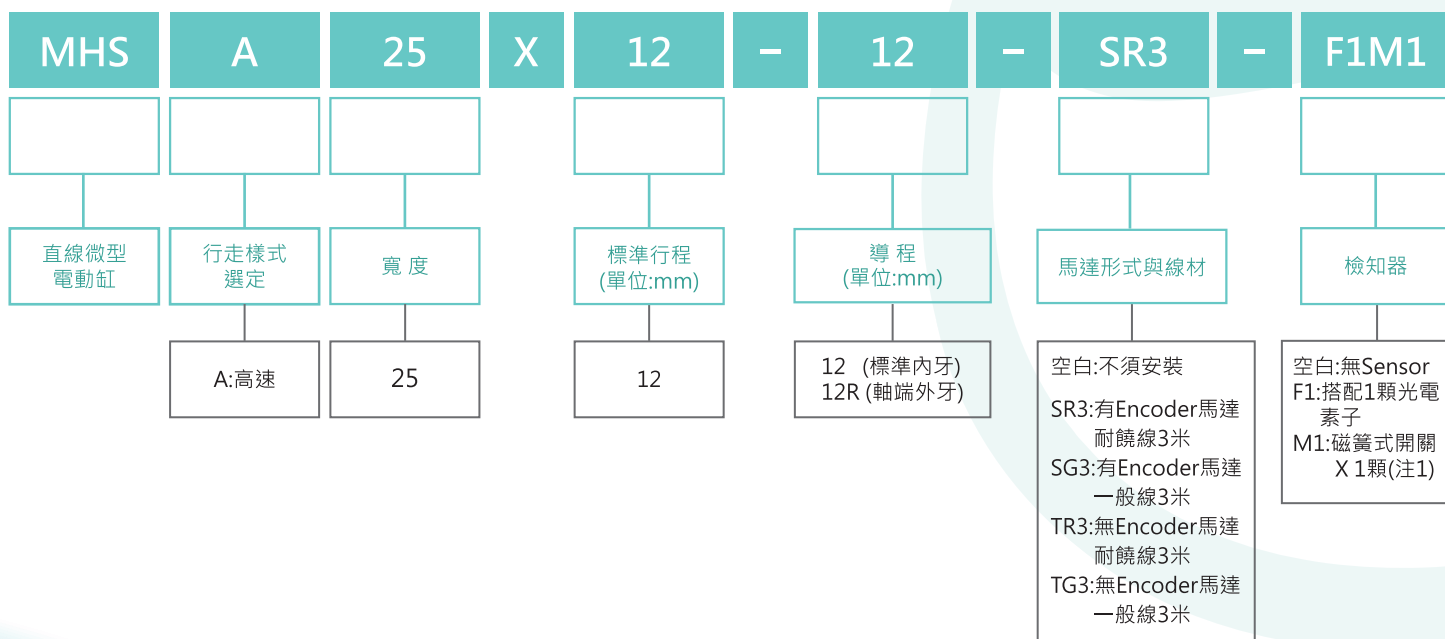 MHS A 25 X 12 - 12 - SR3 - F1M1
直線微型
電動缸
行走樣式
選定
寬 度
標準行程
(單位:mm)
導 程
(單位:mm)
馬達形式與線材
檢知器
A:高速
25
12
12 (標準內牙)
12R (軸端外牙)
空白:不須安裝
SR3:有Encoder馬達
耐饒線3米
SG3:有Encoder馬達
一般線3米
TR3:無Encoder馬達
耐饒線3米
TG3:無Encoder馬達
一般線3米
空白:無Sensor
F1:搭配1顆光電
素子
M1:磁簧式開關
X 1顆(注1)